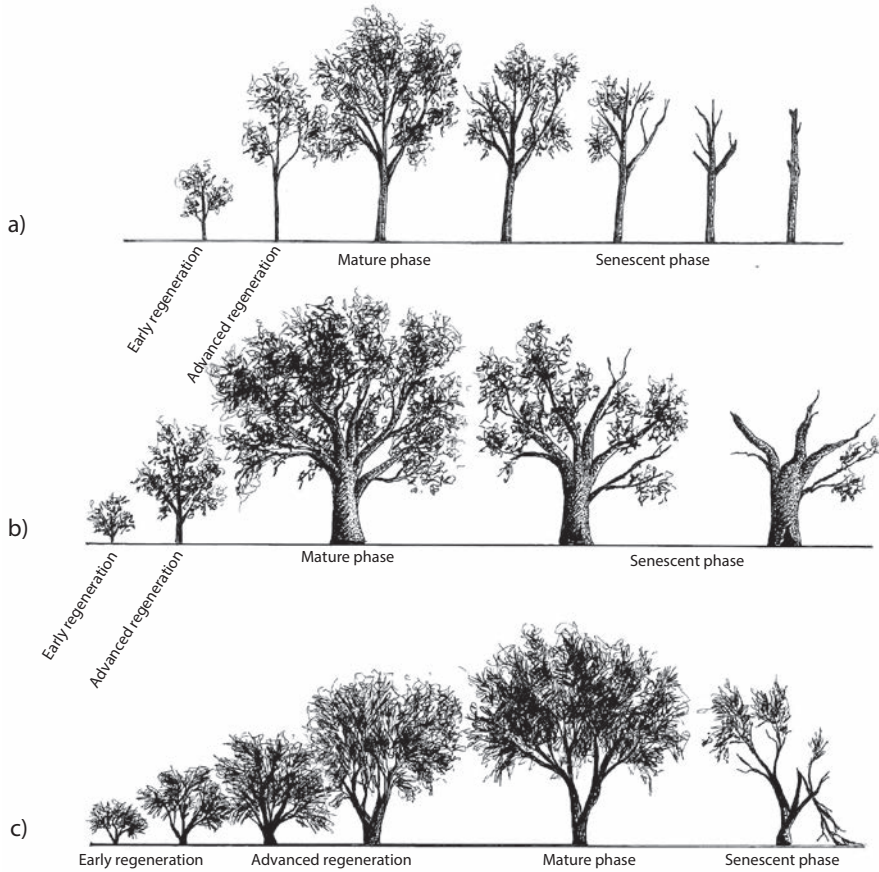 a)
Early regeneration
Advanced regeneration
Mature phase
Senescent phase
b)
Early regeneration
Advanced regeneration
Mature phase
Senescent phase
c)
Early regeneration
Advanced regeneration
Mature phase
Senescent phase